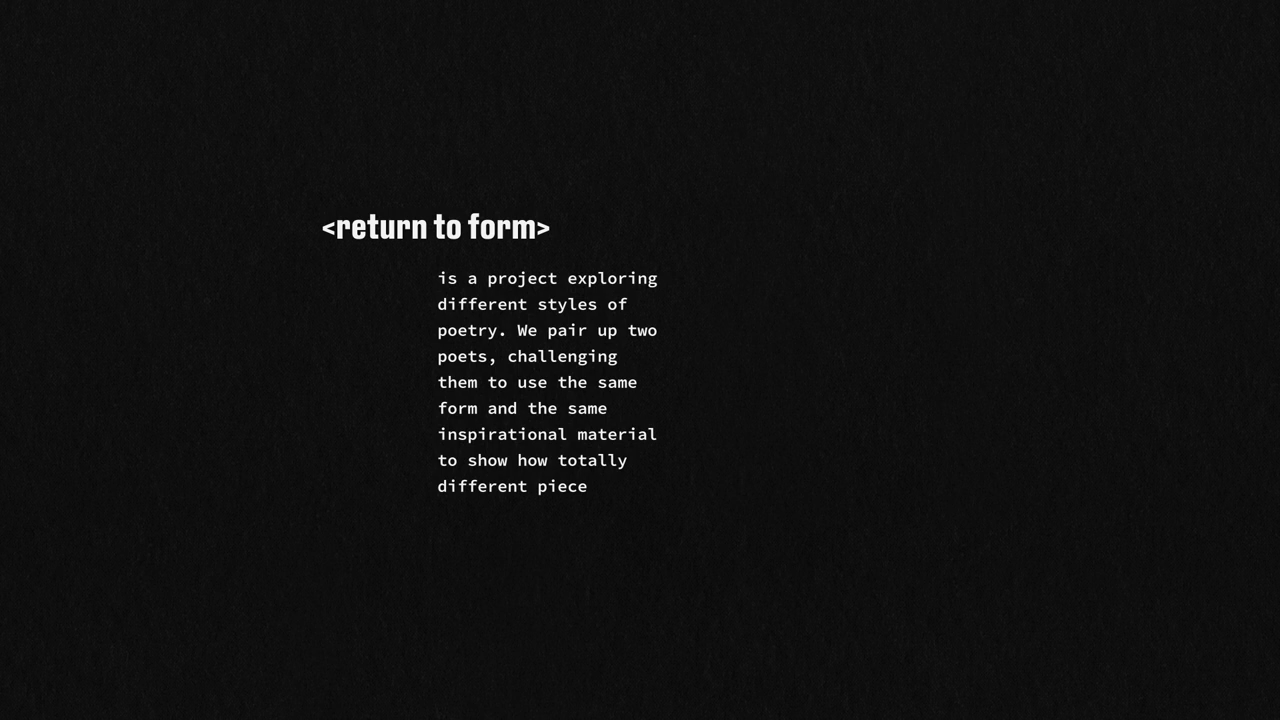 <return to form>
is a project exploring
different styles of
poetry. We pair up two
poets, challenging
them to use the same
form and the same
inspirational material
to show how totally
different piece